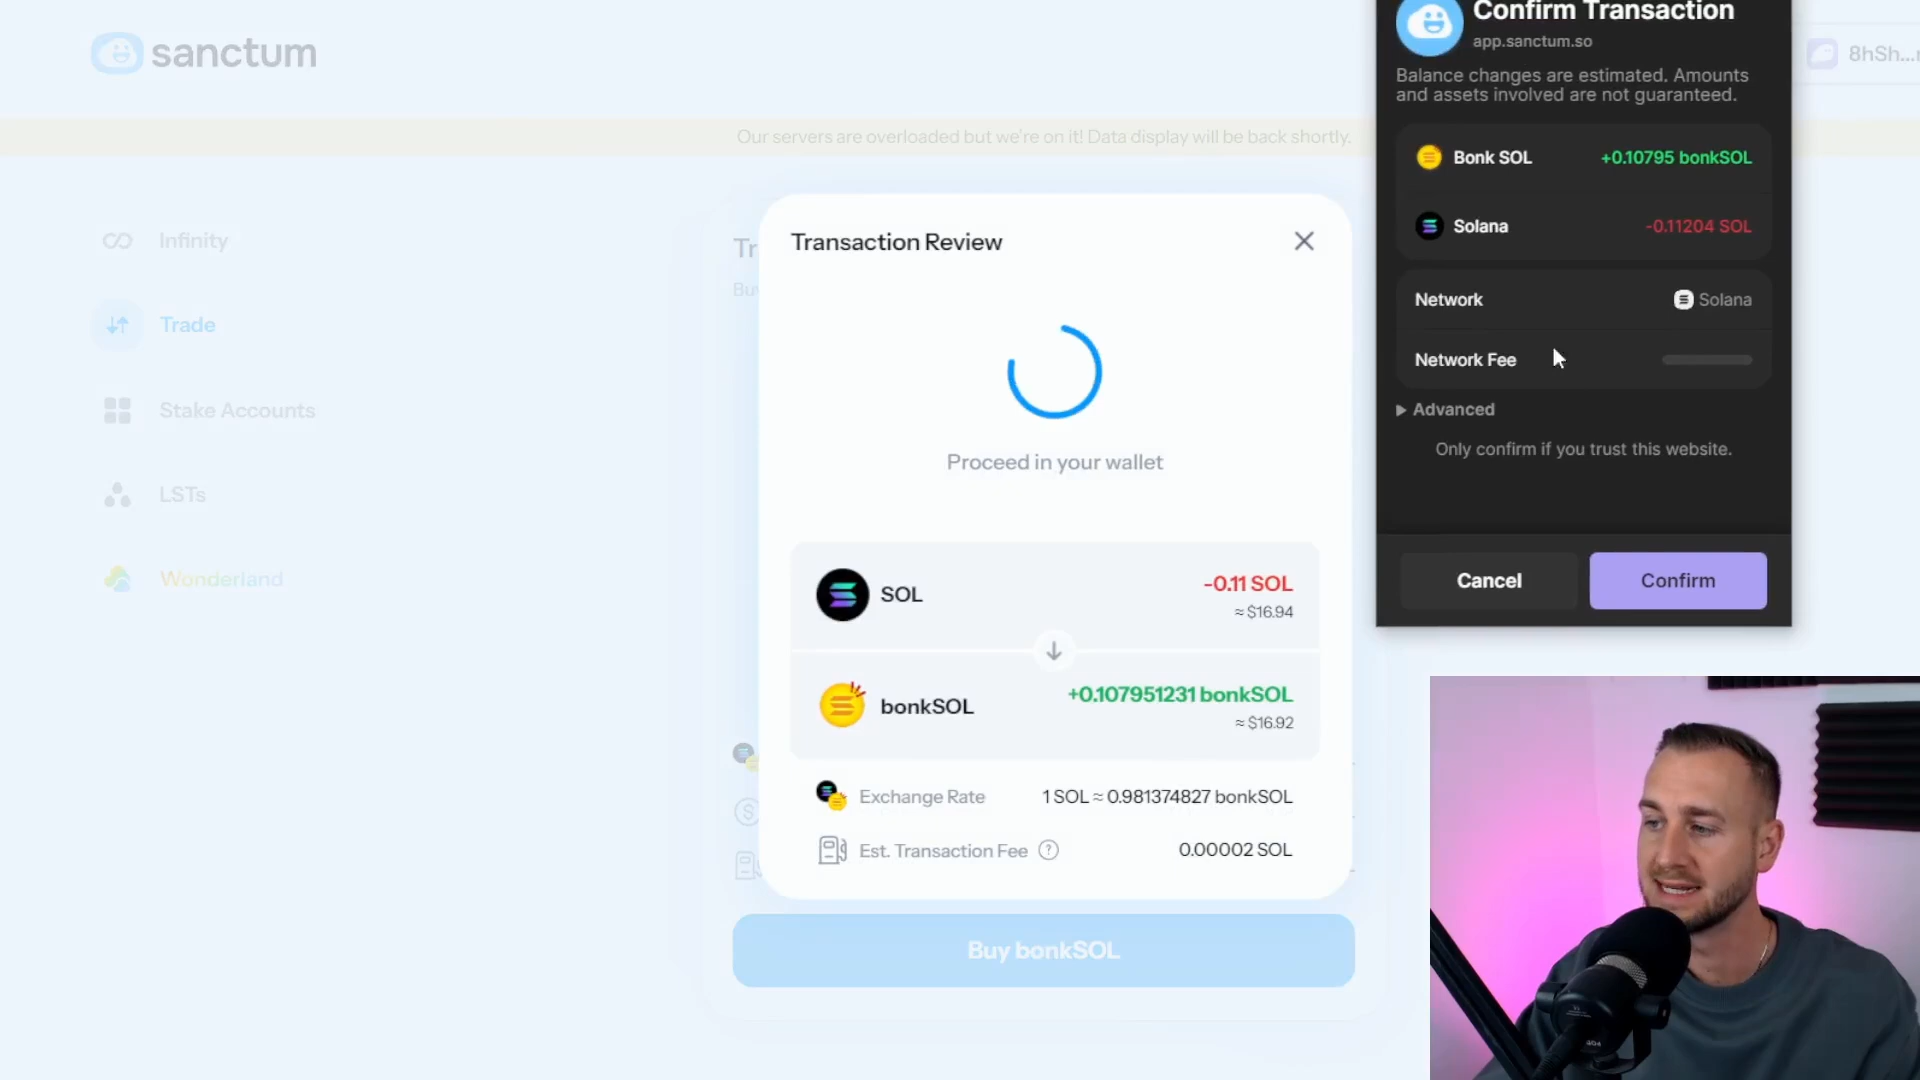 sanctum
Our servers are overloaded but we're on it! Data display will be back shortly.
Infinity
Trade
Stake Accounts
LSTs
Wonderland
Tr
Buy
Transaction Review
Proceed in your wallet
SOL
-0.11 SOL
≈ $16.94
bonkSOL
+0.107951231 bonkSOL
≈ $16.92
Exchange Rate
1 SOL ≈ 0.981374827 bonkSOL
Est. Transaction Fee ?
0.00002 SOL
Buy bonkSOL
Confirm Transaction
app.sanctum.so
Balance changes are estimated. Amounts
and assets involved are not guaranteed.
Bonk SOL
+0.10795 bonkSOL
Solana
-0.11204 SOL
Network
Solana
Network Fee
Advanced
Only confirm if you trust this website.
Cancel
Confirm